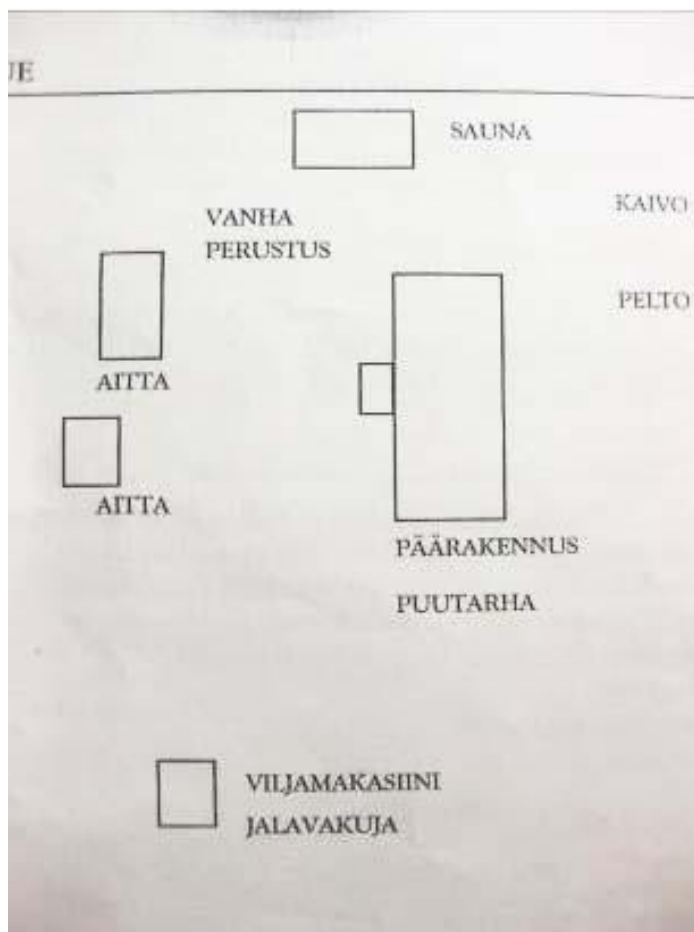 SAUNA
KAIVO
VANHA
PERUSTUS
PELTO
AITTA
AITTA
PÄÄRAKENNUS
PUUTARHA
VILJAMAKASIINI
JALAVAKUJA